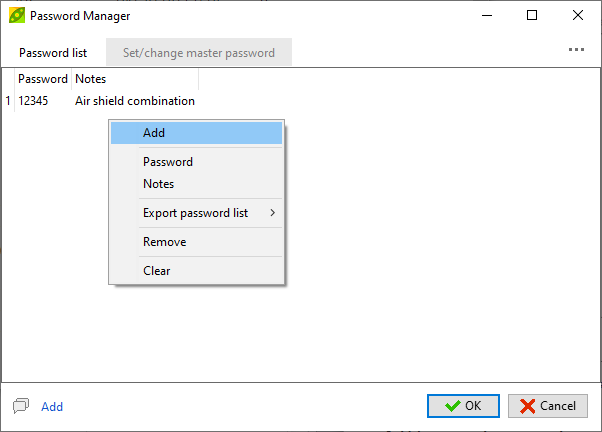 Password Manager
Password list Set/change master password
Password Notes
1 12345 Air shield combination
Add
Password
Notes
Export password list
Remove
Clear
Add
OK Cancel